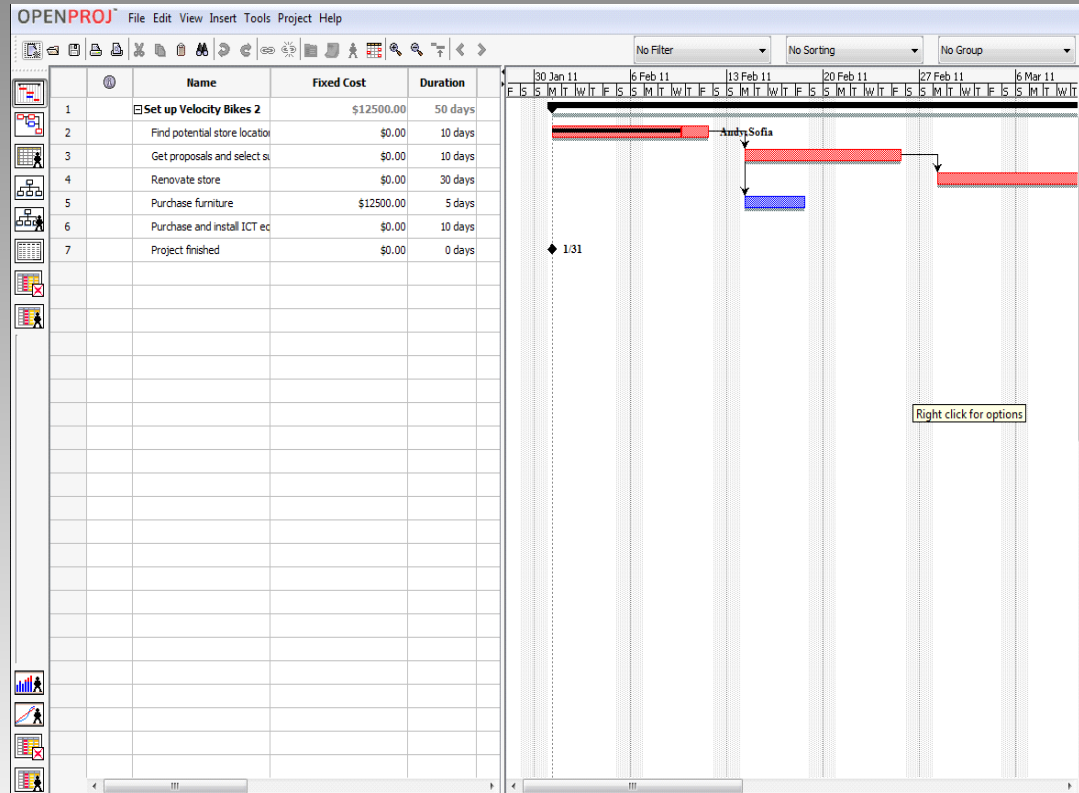 OPENPROJ File Edit View Insert Tools Project Help
No Filter No Sorting No Group
Name Fixed Cost Duration 30 Jan 11 6 Feb 11 13 Feb 11 20 Feb 11 27 Feb 11 6 Mar 11
F S S M T W T F S S M T W T F S S M T W T F S S M T W T F S S M T W T F S S M T W T
1 Set up Velocity Bikes 2 $12500.00 50 days
2 Find potential store location $0.00 10 days Andy;Sofia
3 Get proposals and select su $0.00 10 days
4 Renovate store $0.00 30 days
5 Purchase furniture $12500.00 5 days
6 Purchase and install ICT eq $0.00 10 days
7 Project finished $0.00 0 days 1/31
Right click for options